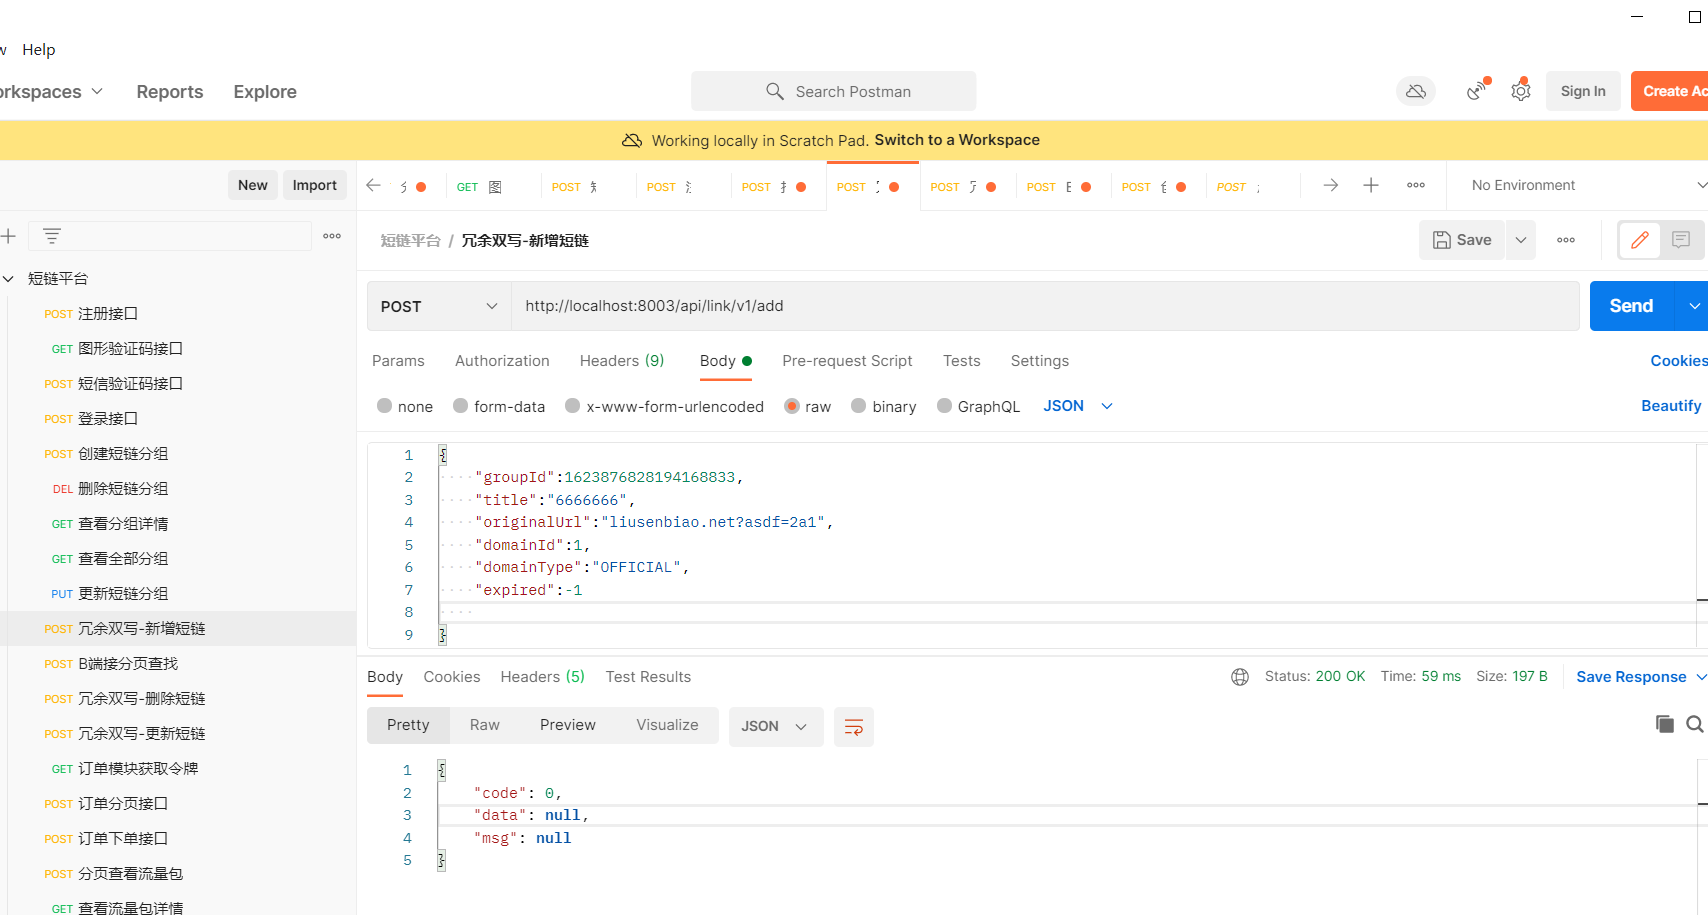 Help
Reports
Explore
Search Postman
Sign In
Working locally in Scratch Pad. Switch to a Workspace
New
Import
GET 图
POST
POST
POST
POST
POST
POST
POST
POST
No Environment
短链平台 / 冗余双写-新增短链
Save
短链平台
POST 注册接口
GET 图形验证码接口
POST 短信验证码接口
POST 登录接口
POST 创建短链分组
DEL 删除短链分组
GET 查看分组详情
GET 查看全部分组
PUT 更新短链分组
POST 冗余双写-新增短链
POST B端接分页查找
POST 冗余双写-删除短链
POST 冗余双写-更新短链
GET 订单模块获取令牌
POST 订单分页接口
POST 订单下单接口
POST 分页查看流量包
GET 查看流量包详情
POST
http://localhost:8003/api/link/v1/add
Send
Params
Authorization
Headers (9)
Body
Pre-request Script
Tests
Settings
Cookies
none
form-data
x-www-form-urlencoded
raw
binary
GraphQL
JSON
Beautify
1 {
2 "groupId":1623876828194168833,
3 "title":"6666666",
4 "originalUrl":"liusenbiao.net?asdf=2a1",
5 "domainId":1,
6 "domainType":"OFFICIAL",
7 "expired":-1
8
9 }
Body
Cookies
Headers (5)
Test Results
Status: 200 OK
Time: 59 ms
Size: 197 B
Save Response
Pretty
Raw
Preview
Visualize
JSON
1 {
2 "code": 0,
3 "data": null,
4 "msg": null
5 }